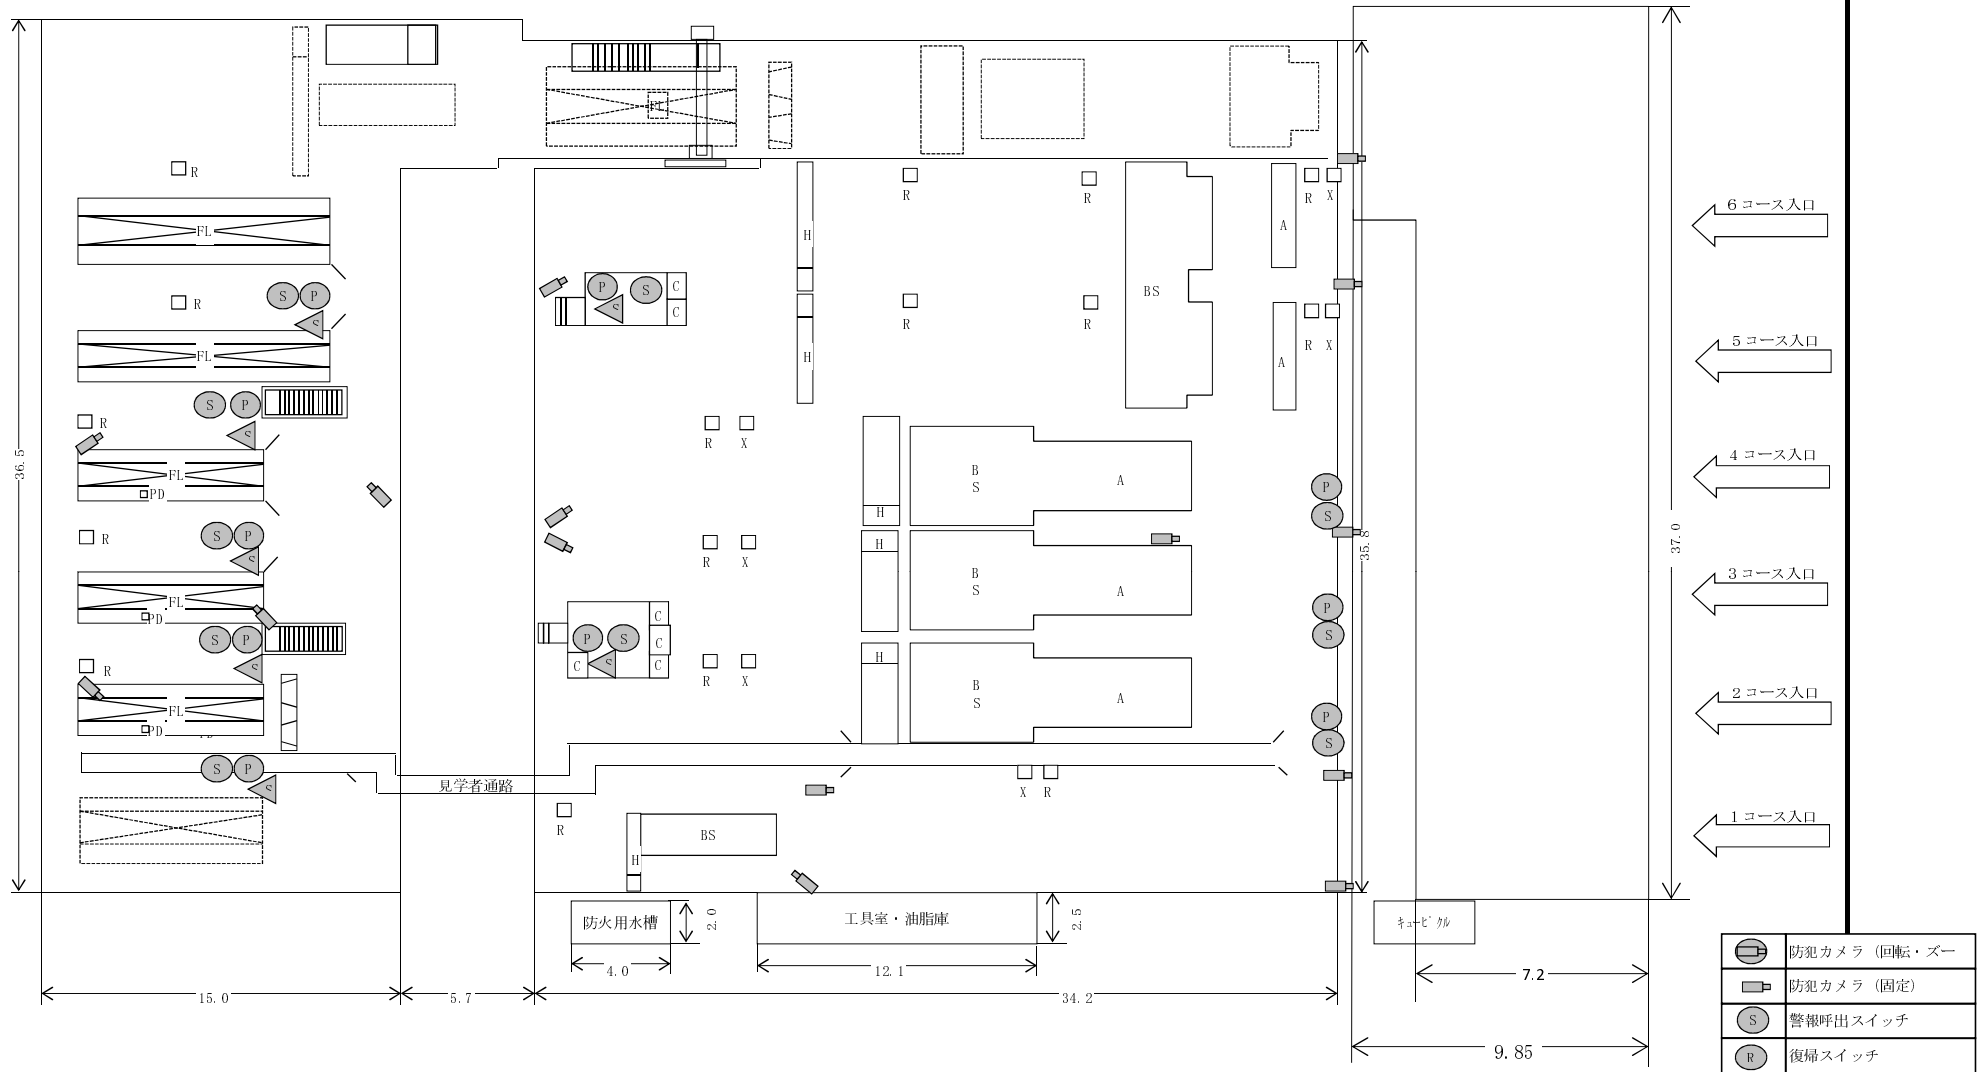 R
FL
S P
S
R
FL
S P
R
S
FL
PD
R
S P
S
FL
PD
S P
R
S
FL
PD
S P
S
見学者通路
36.5
P S C
S C
P S C
C
C S C
H
H
R
R
R
R
BS
A
A
R X
R X
R X
R X
R X
H
B
S
A
H
B
S
A
H
B
S
A
P
S
P
S
P
S
X R
R
H
BS
35.8
37.0
6コース入口
5コース入口
4コース入口
3コース入口
2コース入口
1コース入口
防火用水槽
2.0
4.0
工具室・油脂庫
2.5
12.1
キュービクル
15.0
5.7
34.2
7.2
9.85
防犯カメラ（回転・ズー
防犯カメラ（固定）
S 警報呼出スイッチ
R 復帰スイッチ